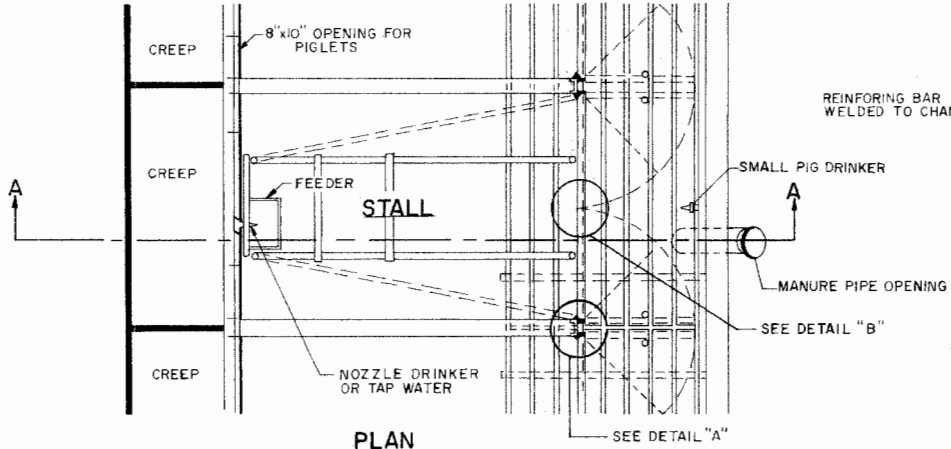 CREEP
8"x10" OPENING FOR
PIGLETS
REINFORING BAR
WELDED TO CHAN
CREEP
FEEDER
STALL
SMALL PIG DRINKER
A
A
MANURE PIPE OPENING
SEE DETAIL "B"
CREEP
NOZZLE DRINKER
OR TAP WATER
SEE DETAIL "A"
PLAN